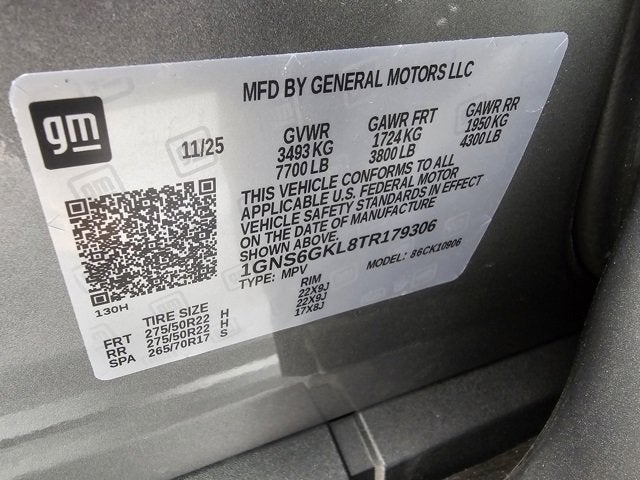 MFD BY GENERAL MOTORS LLC
gm
11/25
GVWR
3493 KG
7700 LB
GAWR FRT
1724 KG
3800 LB
GAWR RR
1950 KG
4300 LB
THIS VEHICLE CONFORMS TO ALL
APPLICABLE U.S. FEDERAL MOTOR
VEHICLE SAFETY STANDARDS IN EFFECT
ON THE DATE OF MANUFACTURE
SHOWN ABOVE.
1GNS6GKL8TR179306
TYPE: MPV MODEL: 86CK10906
130H
TIRE SIZE RIM
FRT 275/50R22 H 22X9J
RR 275/50R22 H 22X9J
SPA 265/70R17 S 17X8J